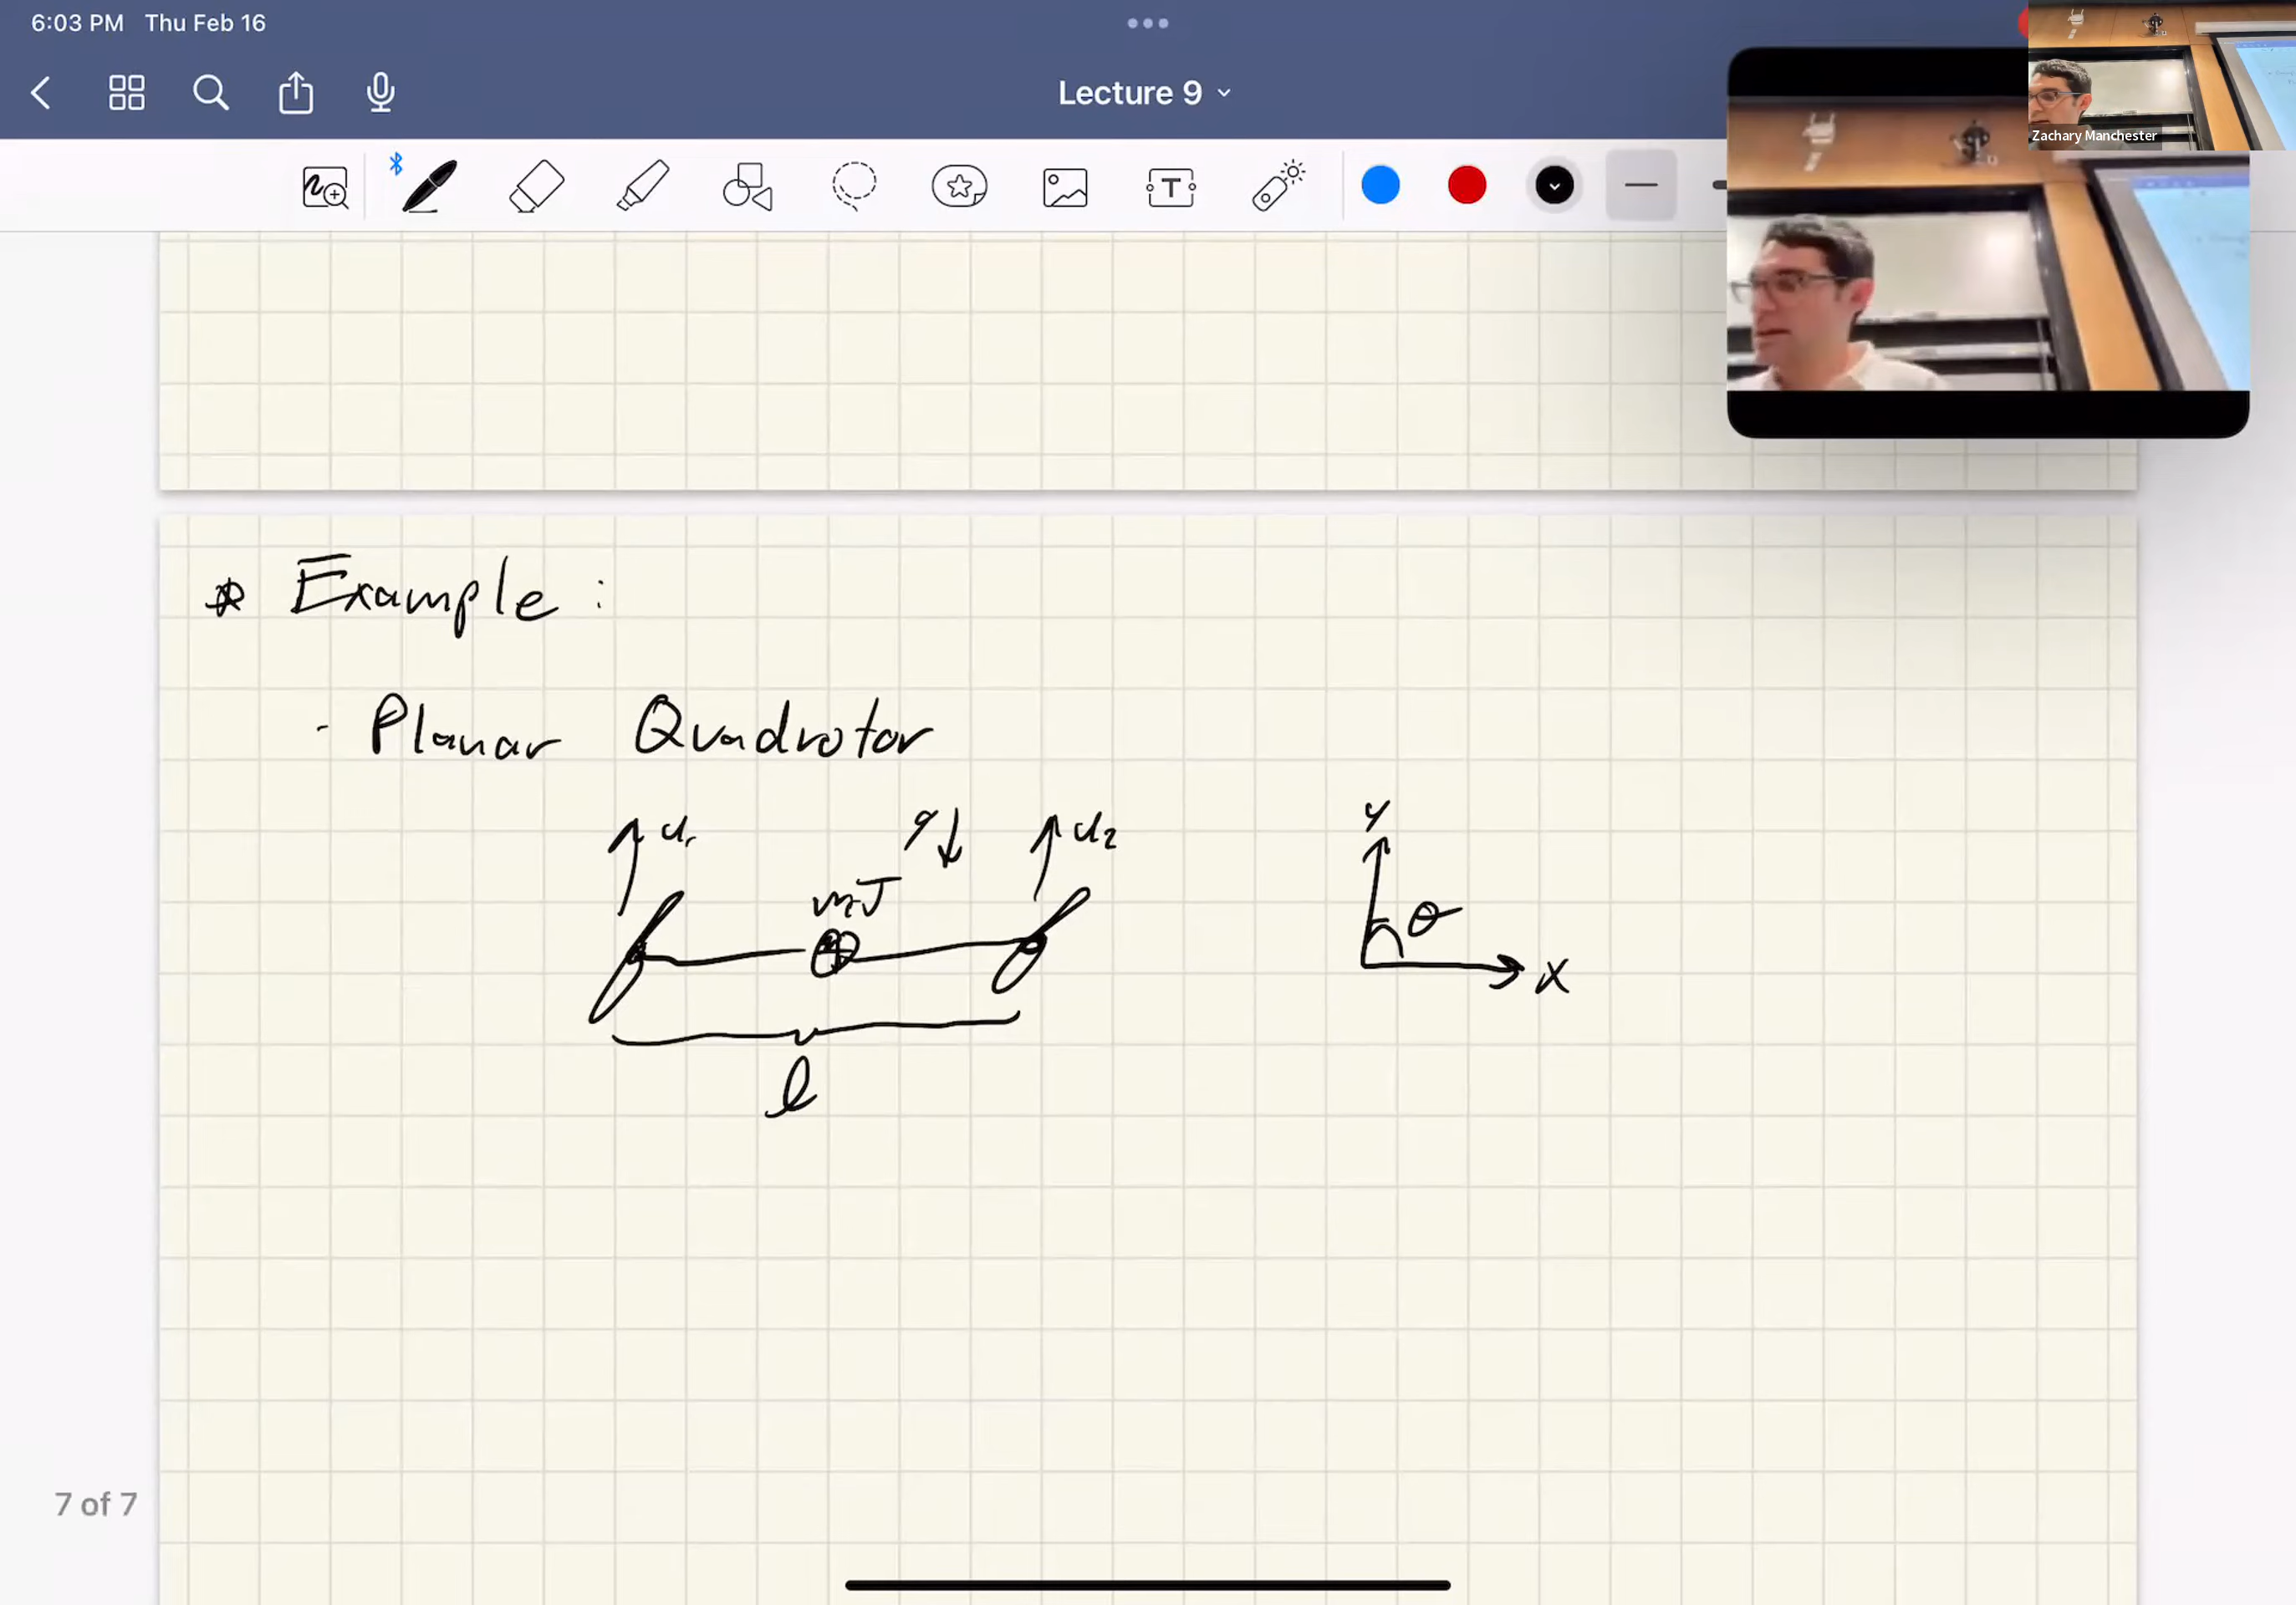 6:03 PM Thu Feb 16
Lecture 9
Zachary Manchester
T
* Example :
- Planar Quadrotor
u₁ g u₂ y
m, J θ
x
l
7 of 7